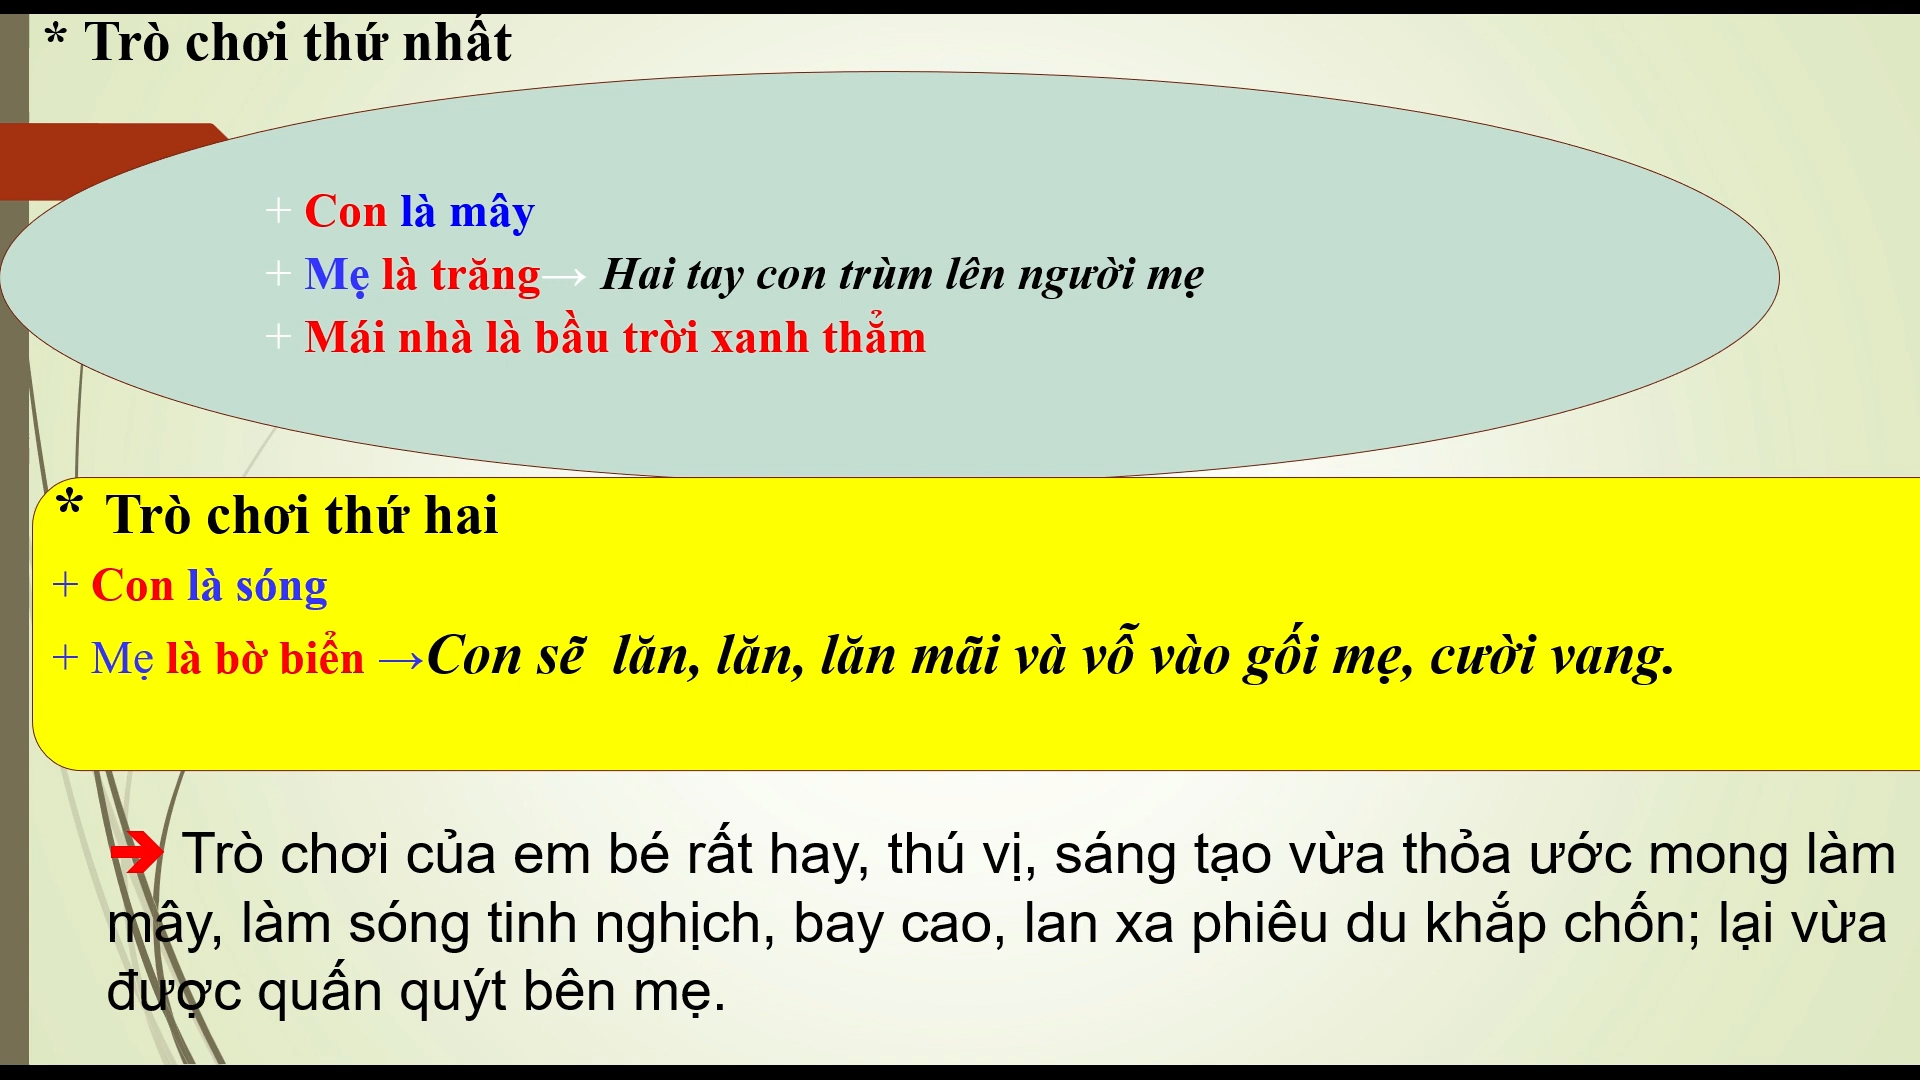 * Trò chơi thứ nhất
+ Con là mây
+ Mẹ là trăng→ Hai tay con trùm lên người mẹ
+ Mái nhà là bầu trời xanh thẳm
* Trò chơi thứ hai
+ Con là sóng
+ Mẹ là bờ biển →Con sẽ lăn, lăn, lăn mãi và vỗ vào gối mẹ, cười vang.
➔ Trò chơi của em bé rất hay, thú vị, sáng tạo vừa thỏa ước mong làm
mây, làm sóng tinh nghịch, bay cao, lan xa phiêu du khắp chốn; lại vừa
được quấn quýt bên mẹ.